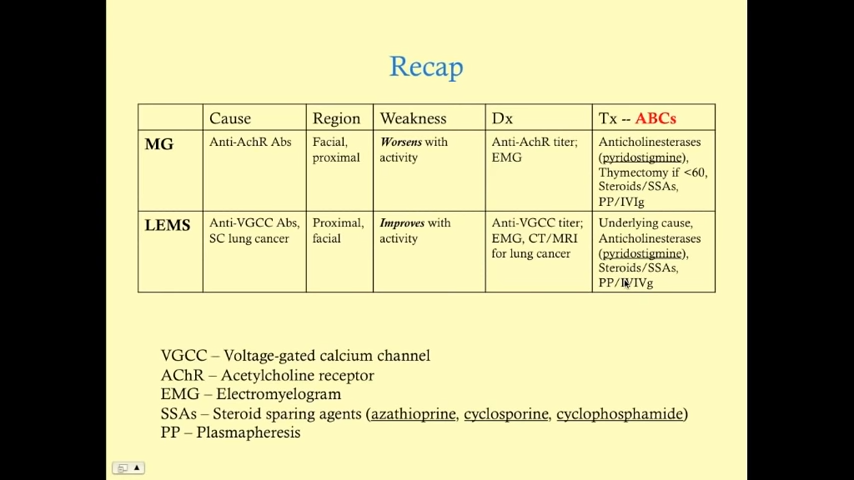 Recap
Cause Region Weakness Dx Tx -- ABCs
MG Anti-AchR Abs Facial, Worsens with Anti-AchR titer; Anticholinesterases
proximal activity EMG (pyridostigmine),
Thymectomy if <60,
Steroids/SSAs,
PP/IVIg
LEMS Anti-VGCC Abs, Proximal, Improves with Anti-VGCC titer; Underlying cause,
SC lung cancer facial activity EMG, CT/MRI Anticholinesterases
for lung cancer (pyridostigmine),
Steroids/SSAs,
PP/IVIVg
VGCC – Voltage-gated calcium channel
AChR – Acetylcholine receptor
EMG – Electromyelogram
SSAs – Steroid sparing agents (azathioprine, cyclosporine, cyclophosphamide)
PP – Plasmapheresis